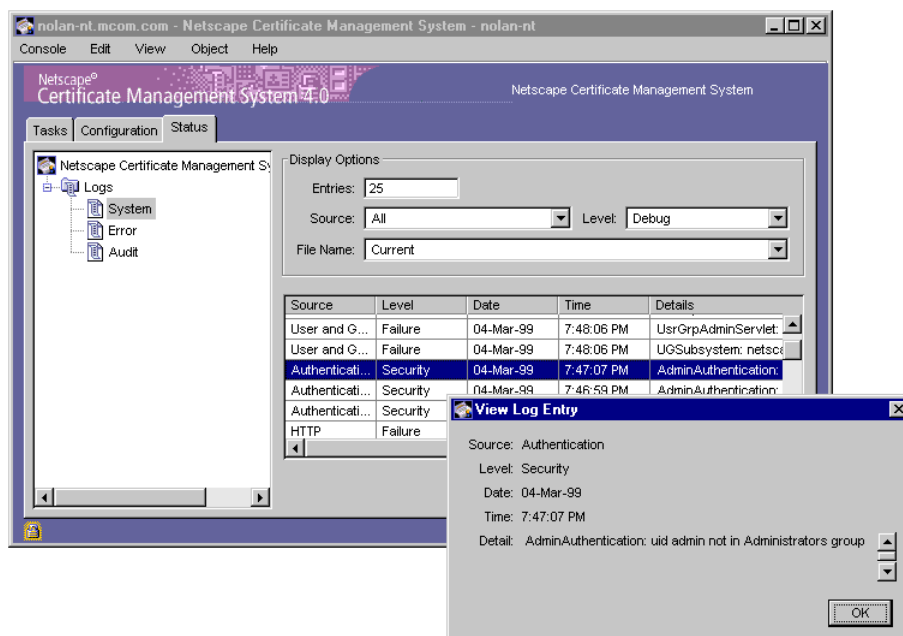 nolan-nt.mcom.com - Netscape Certificate Management System - nolan-nt
Console Edit View Object Help
Netscape®
Certificate Management System 4.0
Netscape Certificate Management System
Tasks Configuration Status
Netscape Certificate Management Sy
Logs
System
Error
Audit
Display Options
Entries: 25
Source: All Level: Debug
File Name: Current
Source Level Date Time Details
User and G... Failure 04-Mar-99 7:48:06 PM UsrGrpAdminServlet:
User and G... Failure 04-Mar-99 7:48:06 PM UGSubsystem: netsca
Authenticati... Security 04-Mar-99 7:47:07 PM AdminAuthentication:
Authenticati... Security 04-Mar-99 7:46:59 PM AdminAuthentication:
Authenticati... Security
HTTP Failure
View Log Entry
Source: Authentication
Level: Security
Date: 04-Mar-99
Time: 7:47:07 PM
Detail: AdminAuthentication: uid admin not in Administrators group
OK